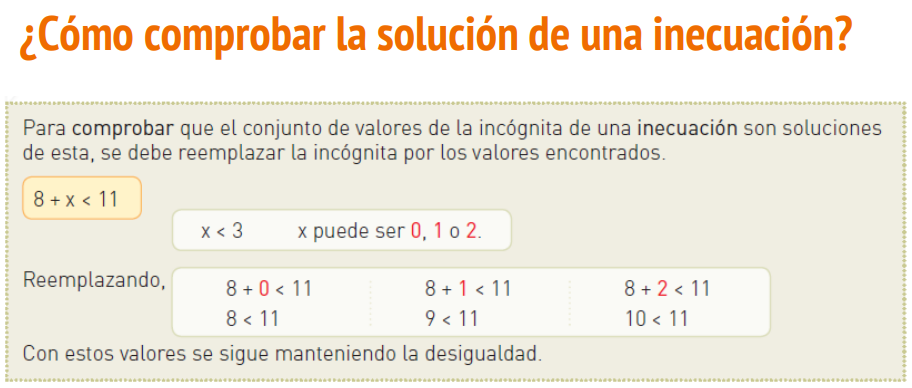 ¿Cómo comprobar la solución de una inecuación?
Para comprobar que el conjunto de valores de la incógnita de una inecuación son soluciones
de esta, se debe reemplazar la incógnita por los valores encontrados.
8 + x < 11
x < 3 x puede ser 0, 1 o 2.
Reemplazando,
8 + 0 < 11 8 + 1 < 11 8 + 2 < 11
8 < 11 9 < 11 10 < 11
Con estos valores se sigue manteniendo la desigualdad.